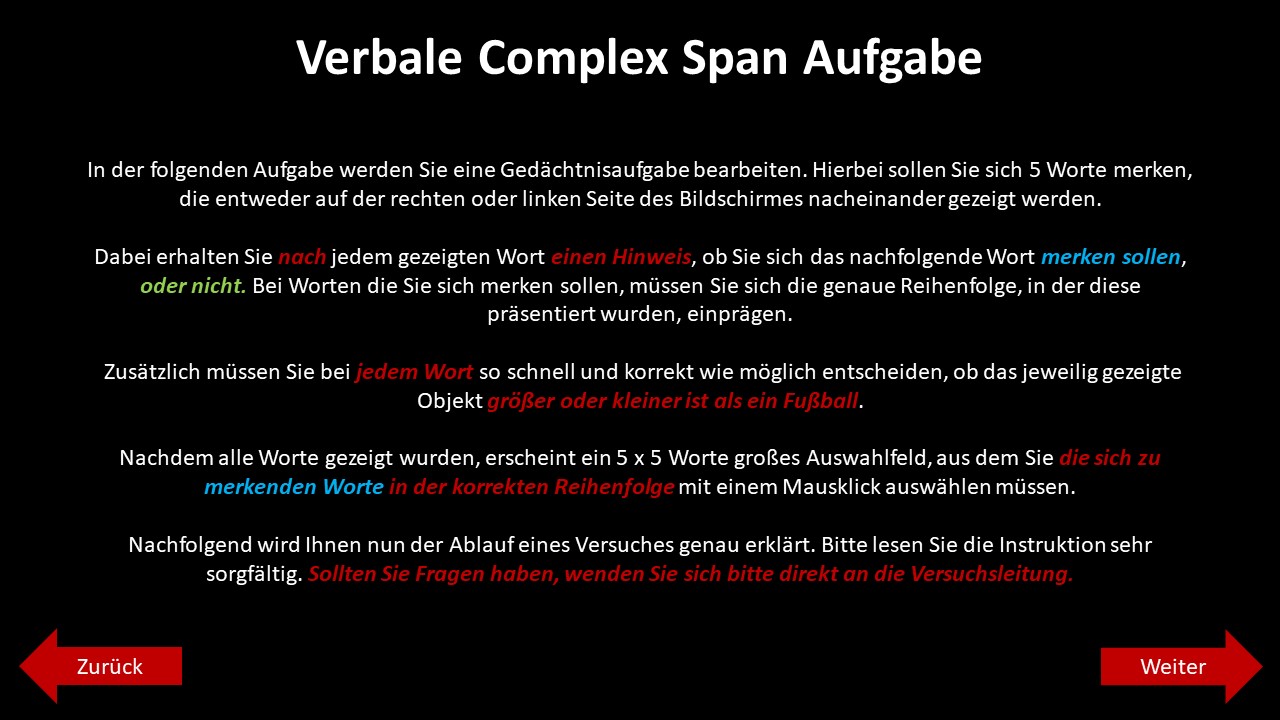 Verbale Complex Span Aufgabe
In der folgenden Aufgabe werden Sie eine Gedächtnisaufgabe bearbeiten. Hierbei sollen Sie sich 5 Worte merken,
die entweder auf der rechten oder linken Seite des Bildschirmes nacheinander gezeigt werden.
Dabei erhalten Sie nach jedem gezeigten Wort einen Hinweis, ob Sie sich das nachfolgende Wort merken sollen,
oder nicht. Bei Worten die Sie sich merken sollen, müssen Sie sich die genaue Reihenfolge, in der diese
präsentiert wurden, einprägen.
Zusätzlich müssen Sie bei jedem Wort so schnell und korrekt wie möglich entscheiden, ob das jeweilig gezeigte
Objekt größer oder kleiner ist als ein Fußball.
Nachdem alle Worte gezeigt wurden, erscheint ein 5 x 5 Worte großes Auswahlfeld, aus dem Sie die sich zu
merkenden Worte in der korrekten Reihenfolge mit einem Mausklick auswählen müssen.
Nachfolgend wird Ihnen nun der Ablauf eines Versuches genau erklärt. Bitte lesen Sie die Instruktion sehr
sorgfältig. Sollten Sie Fragen haben, wenden Sie sich bitte direkt an die Versuchsleitung.
Zurück
Weiter